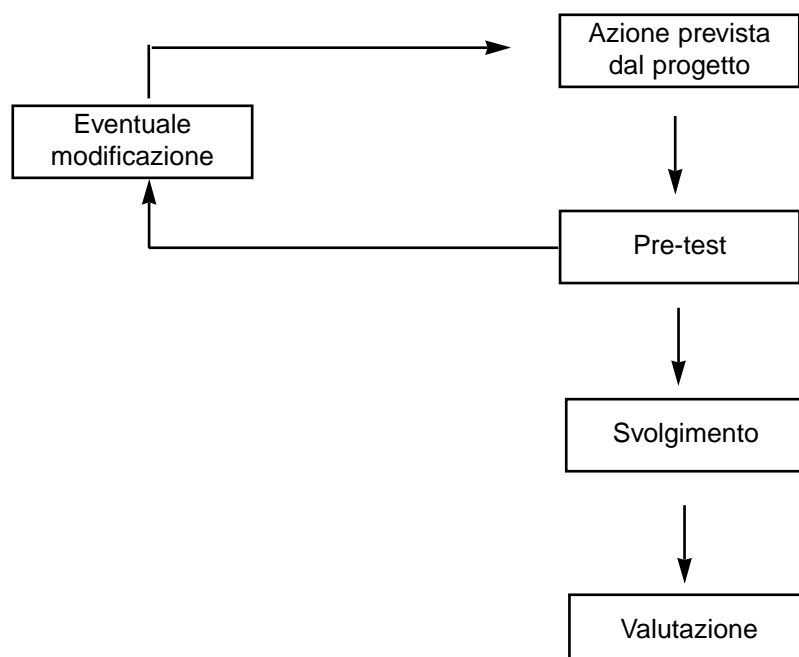 Azione prevista
dal progetto
Eventuale
modificazione
Pre-test
Svolgimento
Valutazione